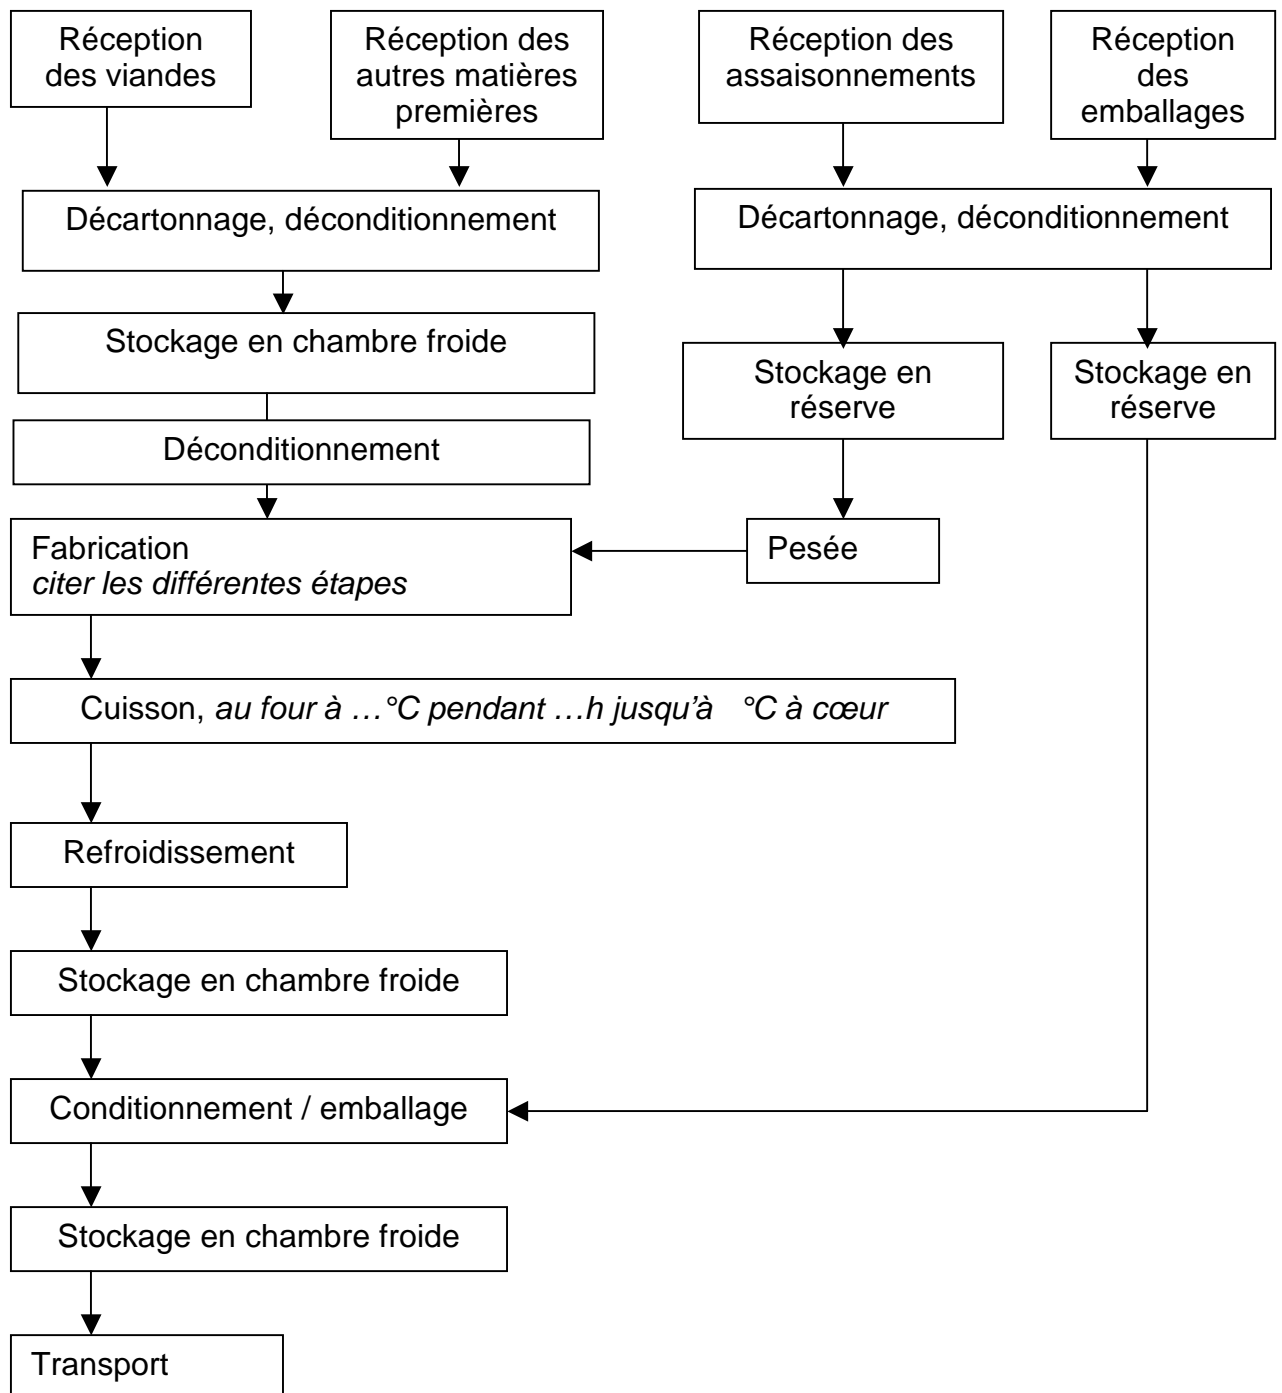 Réception
des viandes
Réception des
autres matières
premières
Réception des
assaisonnements
Réception
des
emballages
Décartonnage, déconditionnement
Décartonnage, déconditionnement
Stockage en chambre froide
Stockage en
réserve
Stockage en
réserve
Déconditionnement
Fabrication
citer les différentes étapes
Pesée
Cuisson, au four à …°C pendant …h jusqu’à °C à cœur
Refroidissement
Stockage en chambre froide
Conditionnement / emballage
Stockage en chambre froide
Transport